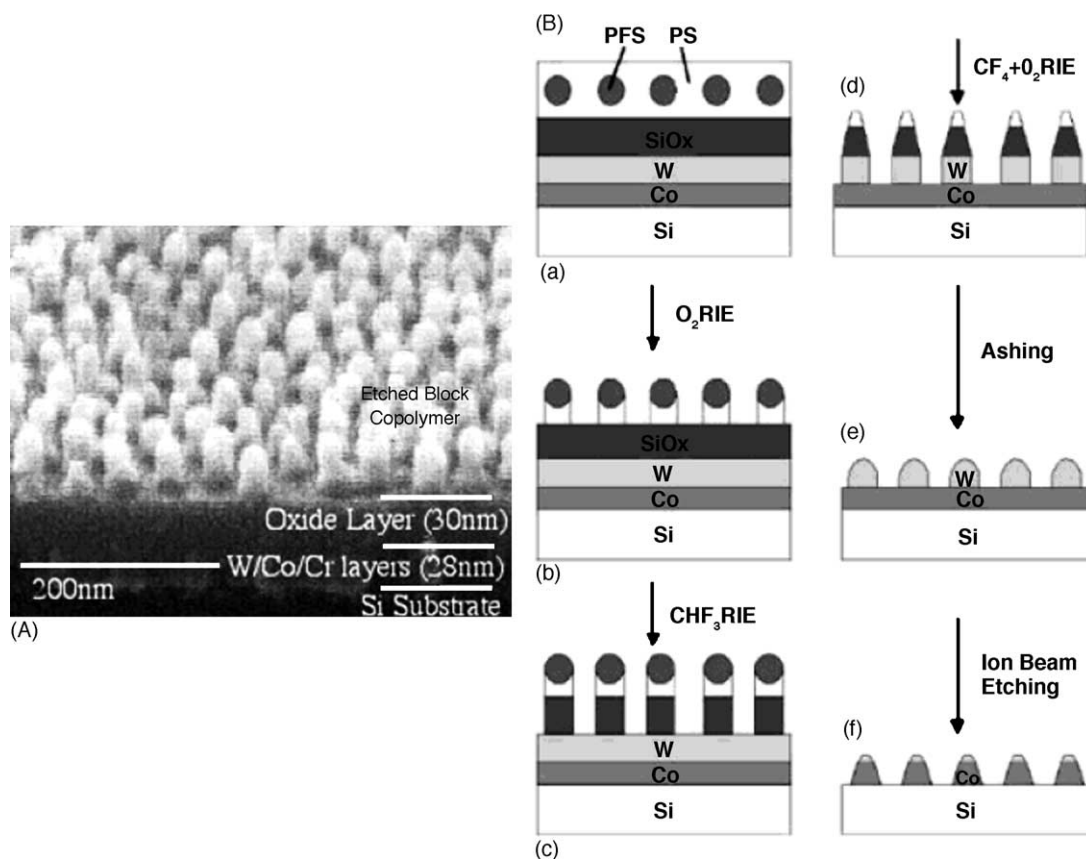 Etched Block
Copolymer
Oxide Layer (30nm)
W/Co/Cr layers (28nm)
200nm
Si Substrate
(A)
(B)
PFS
PS
SiOx
W
Co
Si
(a)
O₂RIE
SiOx
W
Co
Si
(b)
CHF₃RIE
W
Co
Si
(c)
CF₄+0₂RIE
(d)
W
Co
Si
Ashing
(e)
W
Co
Si
Ion Beam
Etching
(f)
Co
Si